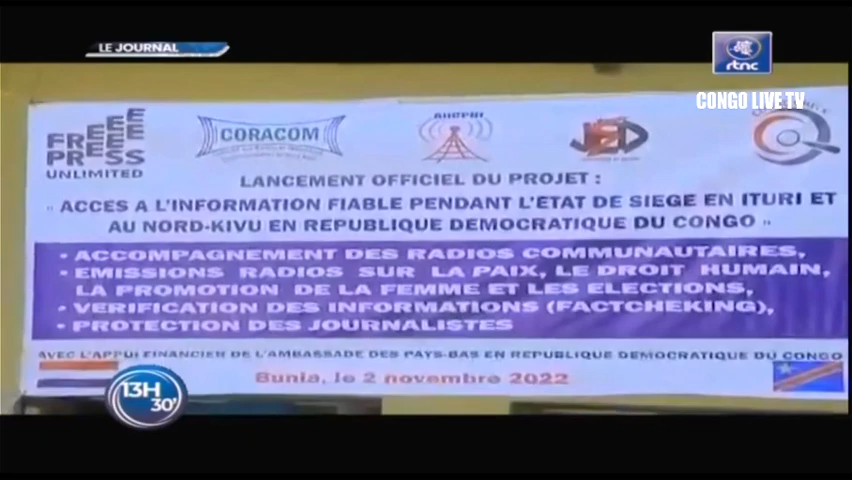 LE JOURNAL
rtnc
CONGO LIVE TV
FREEEEE
PRESS
UNLIMITED
CORACOM
JED
LANCEMENT OFFICIEL DU PROJET :
" ACCES A L'INFORMATION FIABLE PENDANT L'ETAT DE SIEGE EN ITURI ET
AU NORD-KIVU EN REPUBLIQUE DEMOCRATIQUE DU CONGO "
• ACCOMPAGNEMENT DES RADIOS COMMUNAUTAIRES,
• EMISSIONS RADIOS SUR LA PAIX, LE DROIT HUMAIN,
LA PROMOTION DE LA FEMME ET LES ELECTIONS,
• VERIFICATION DES INFORMATIONS (FACTCHEKING),
• PROTECTION DES JOURNALISTES
AVEC L'APPUI FINANCIER DE L'AMBASSADE DES PAYS-BAS EN REPUBLIQUE DEMOCRATIQUE DU CONGO
Bunia, le 2 novembre 2022
13H
30'